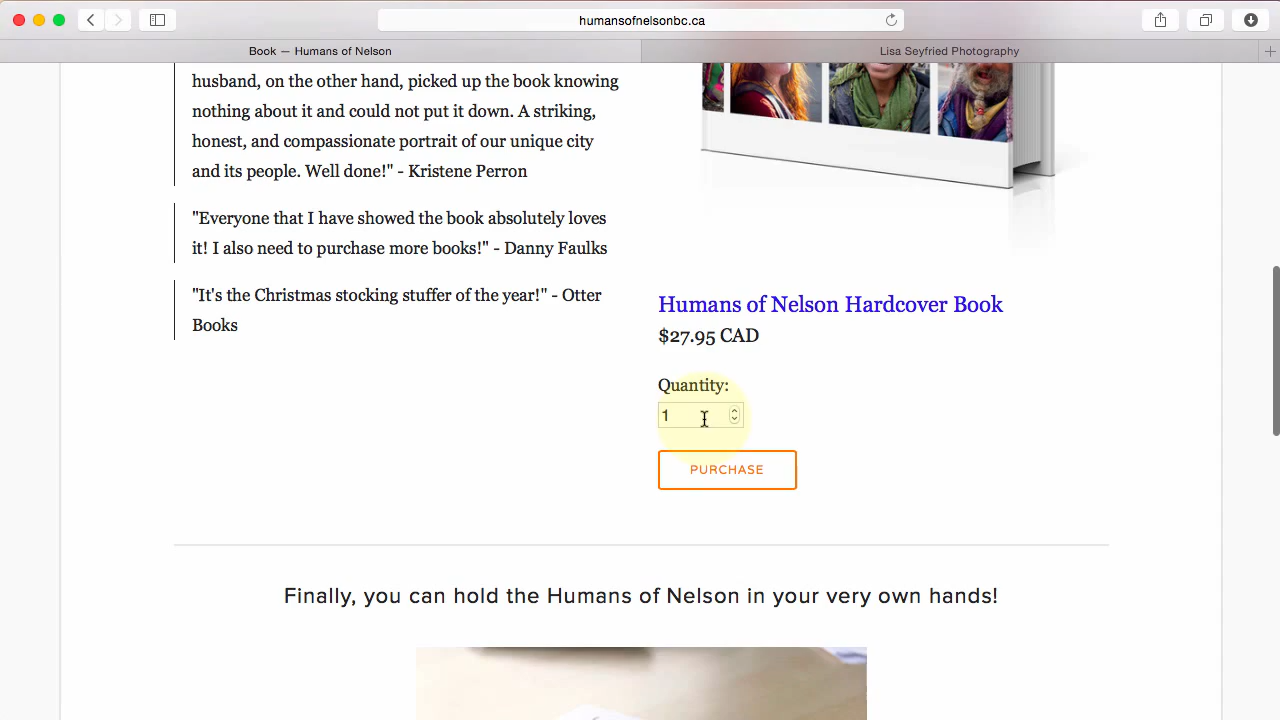 humansofnelsonbc.ca
Book — Humans of Nelson
Lisa Seyfried Photography
husband, on the other hand, picked up the book knowing
nothing about it and could not put it down. A striking,
honest, and compassionate portrait of our unique city
and its people. Well done!" - Kristene Perron
"Everyone that I have showed the book absolutely loves
it! I also need to purchase more books!" - Danny Faulks
"It's the Christmas stocking stuffer of the year!" - Otter
Books
Humans of Nelson Hardcover Book
$27.95 CAD
Quantity:
1
PURCHASE
Finally, you can hold the Humans of Nelson in your very own hands!